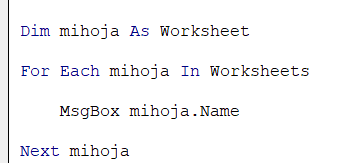 Dim mihoja As Worksheet
For Each mihoja In Worksheets
    MsgBox mihoja.Name
Next mihoja